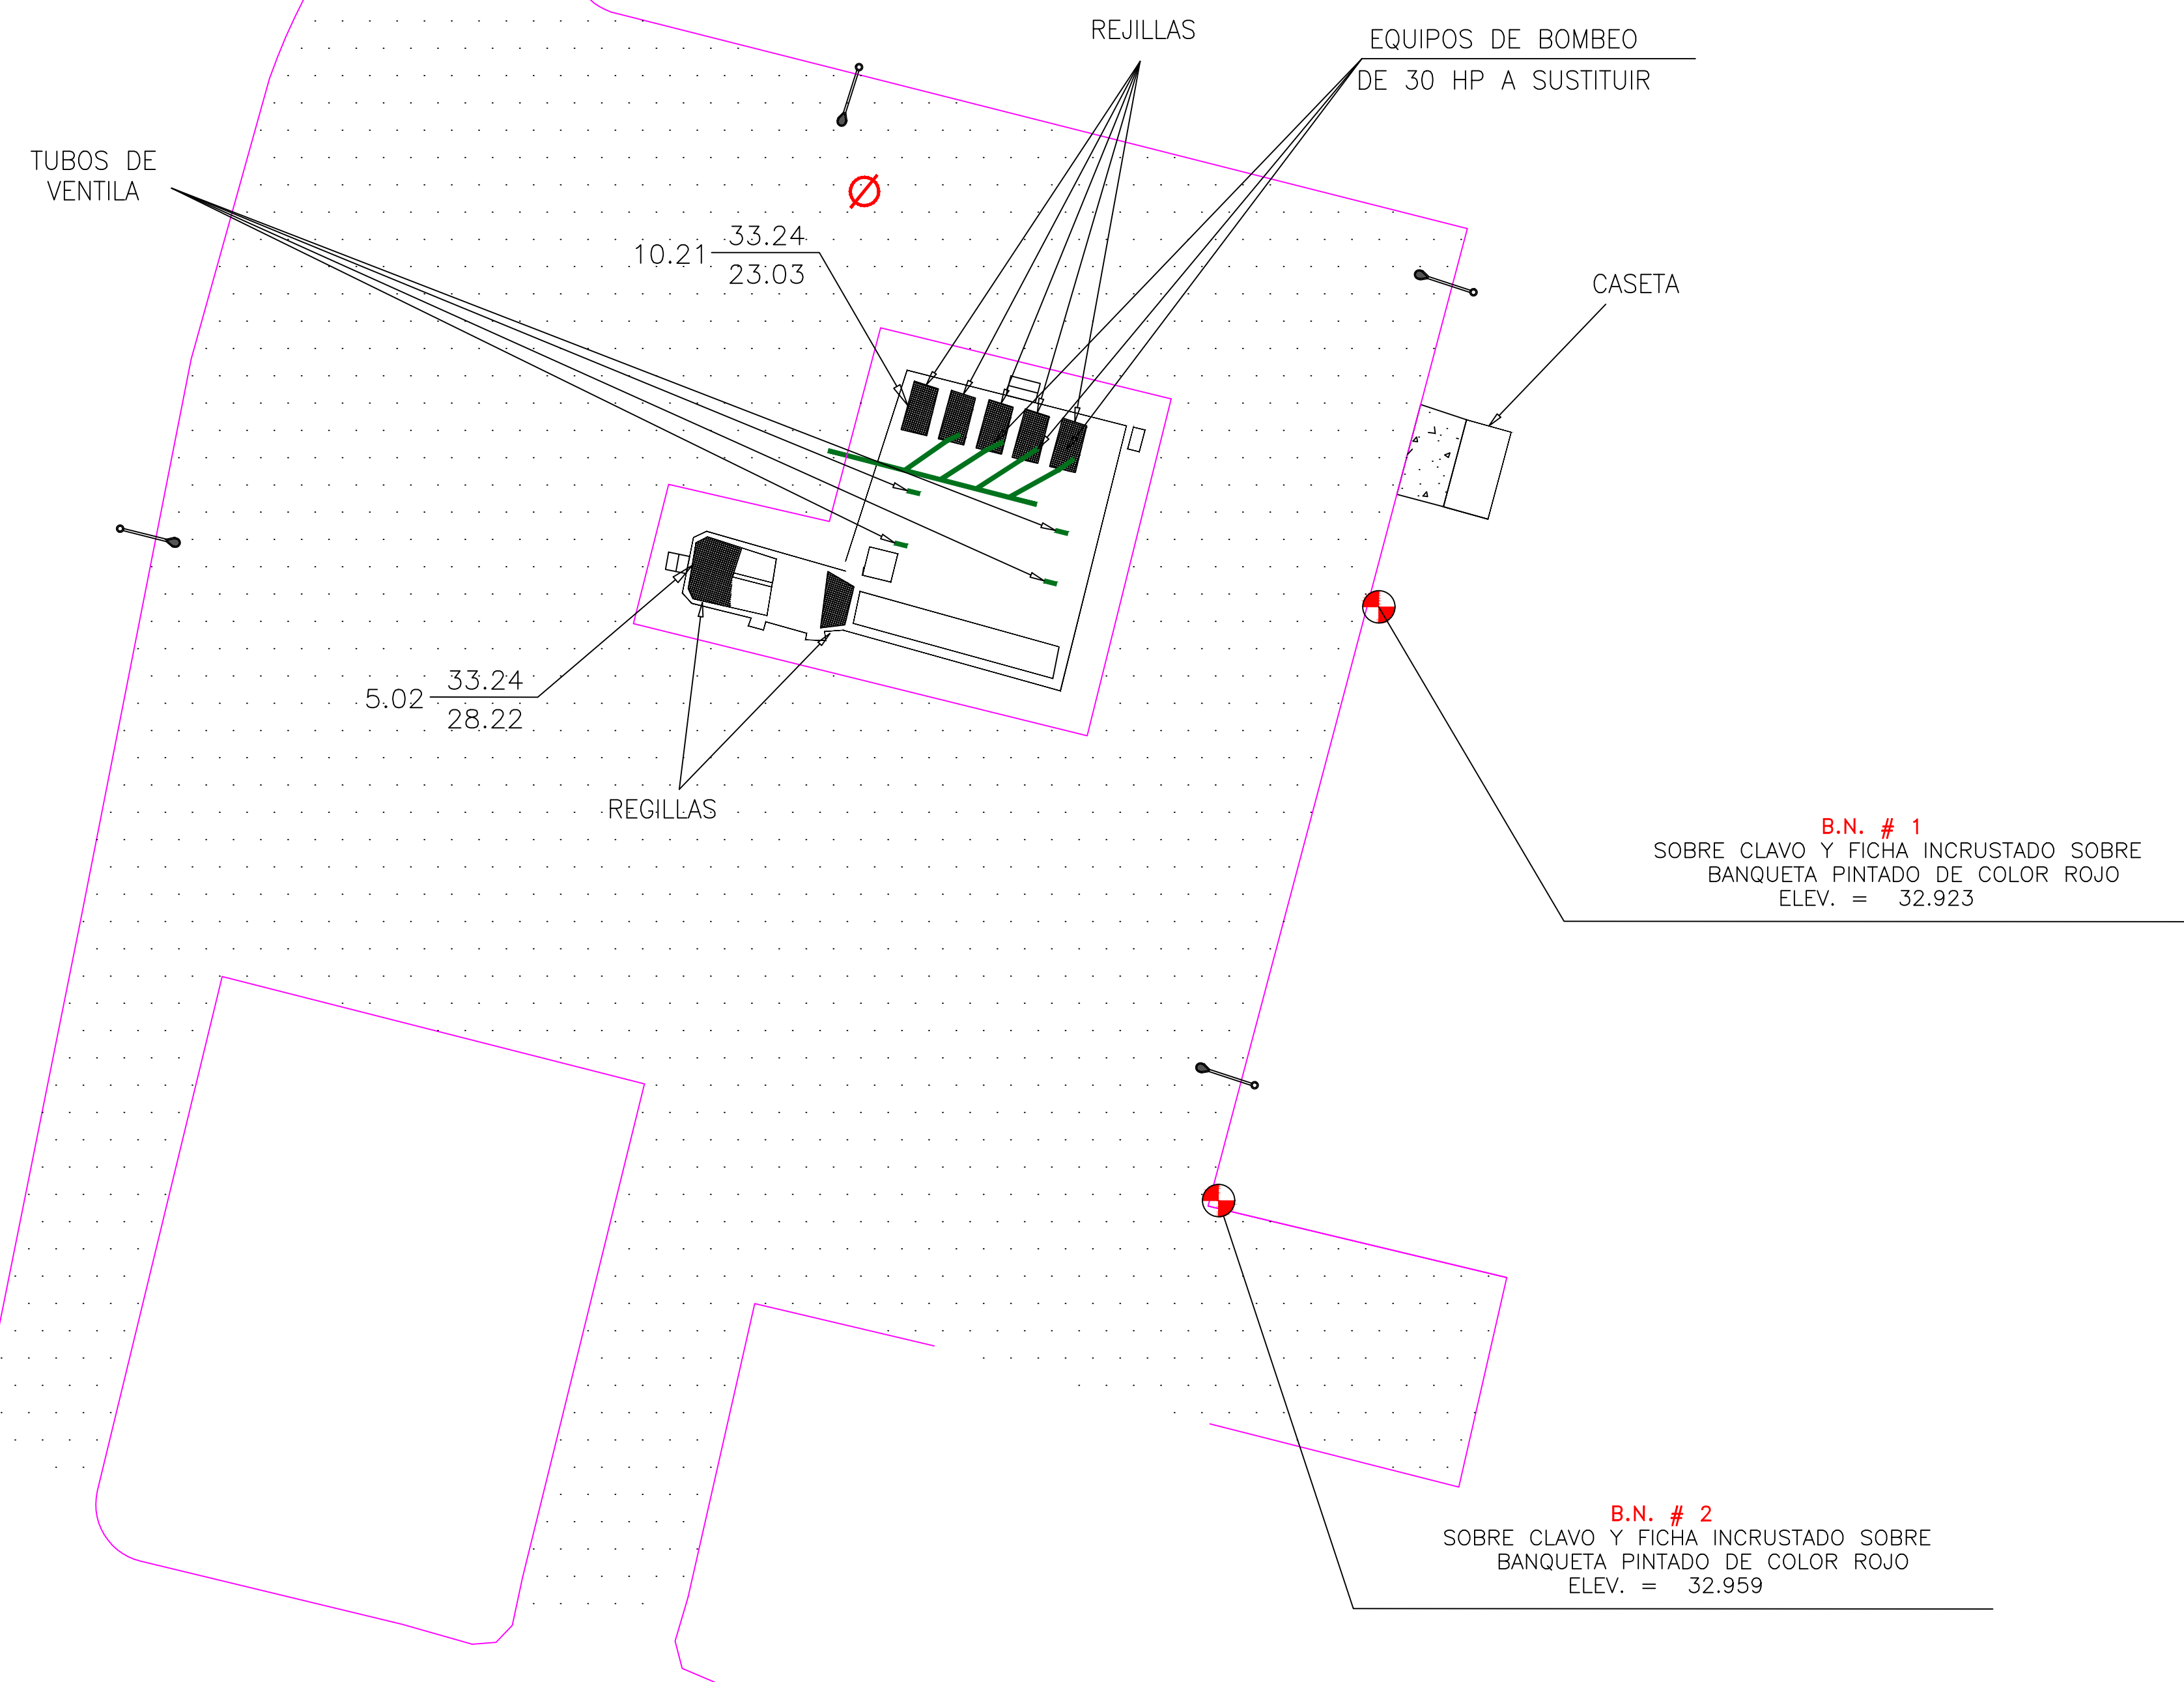 REJILLAS
EQUIPOS DE BOMBEO
DE 30 HP A SUSTITUIR
TUBOS DE
VENTILA
Ø
10.21
33.24
23.03
CASETA
5.02
33.24
28.22
REGILLAS
B.N. # 1
SOBRE CLAVO Y FICHA INCRUSTADO SOBRE
BANQUETA PINTADO DE COLOR ROJO
ELEV. = 32.923
B.N. # 2
SOBRE CLAVO Y FICHA INCRUSTADO SOBRE
BANQUETA PINTADO DE COLOR ROJO
ELEV. = 32.959